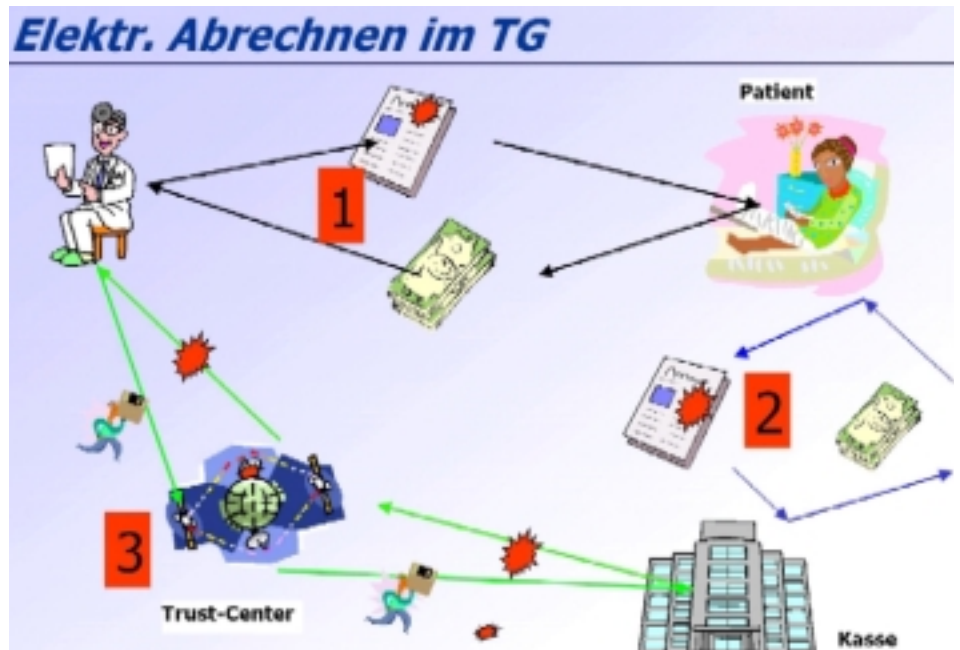 Elektr. Abrechnen im TG
Patient
1
2
3
Trust-Center
Kasse